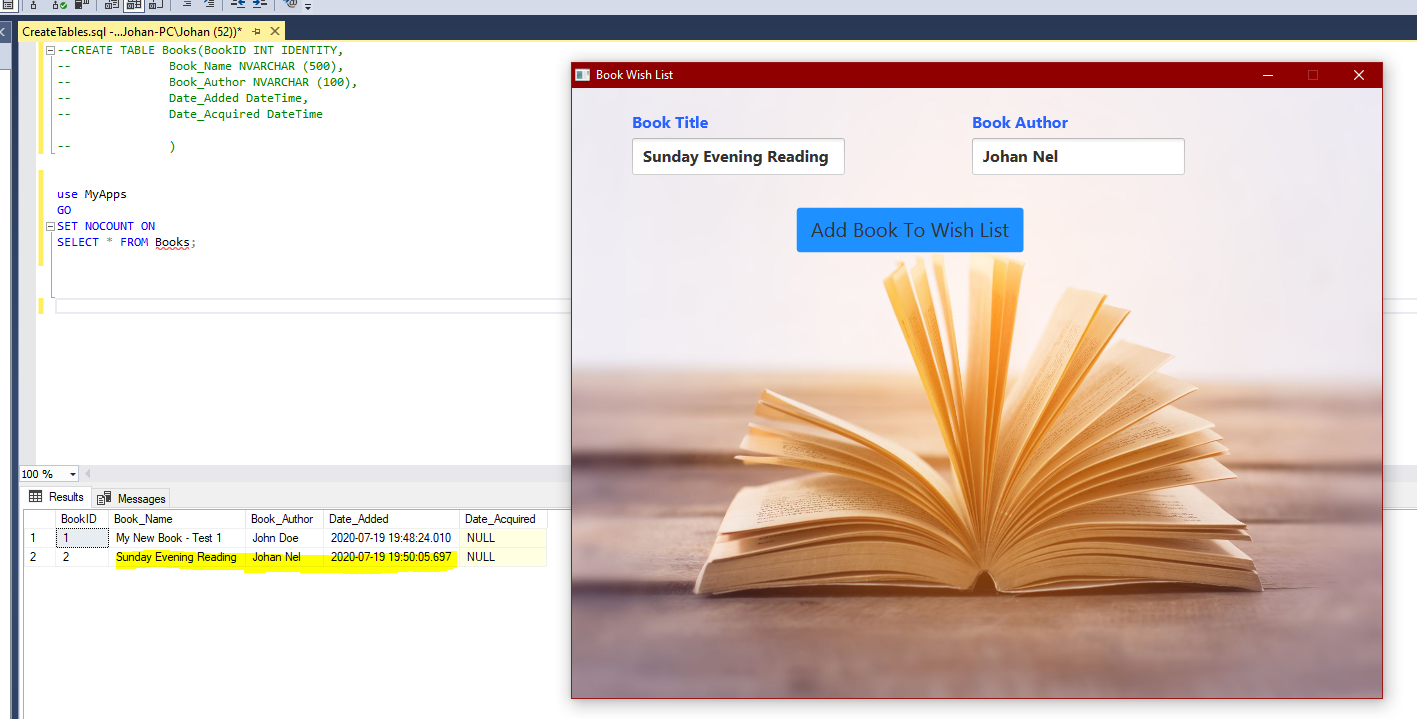 CreateTables.sql -...Johan-PC\Johan (52))*
--CREATE TABLE Books(BookID INT IDENTITY,
-- Book_Name NVARCHAR (500),
-- Book_Author NVARCHAR (100),
-- Date_Added DateTime,
-- Date_Acquired DateTime
-- )
use MyApps
GO
SET NOCOUNT ON
SELECT * FROM Books;
100 %
Results Messages
BookID Book_Name Book_Author Date_Added Date_Acquired
1 1 My New Book - Test 1 John Doe 2020-07-19 19:48:24.010 NULL
2 2 Sunday Evening Reading Johan Nel 2020-07-19 19:50:05.697 NULL
Book Wish List
Book Title Book Author
Sunday Evening Reading Johan Nel
Add Book To Wish List